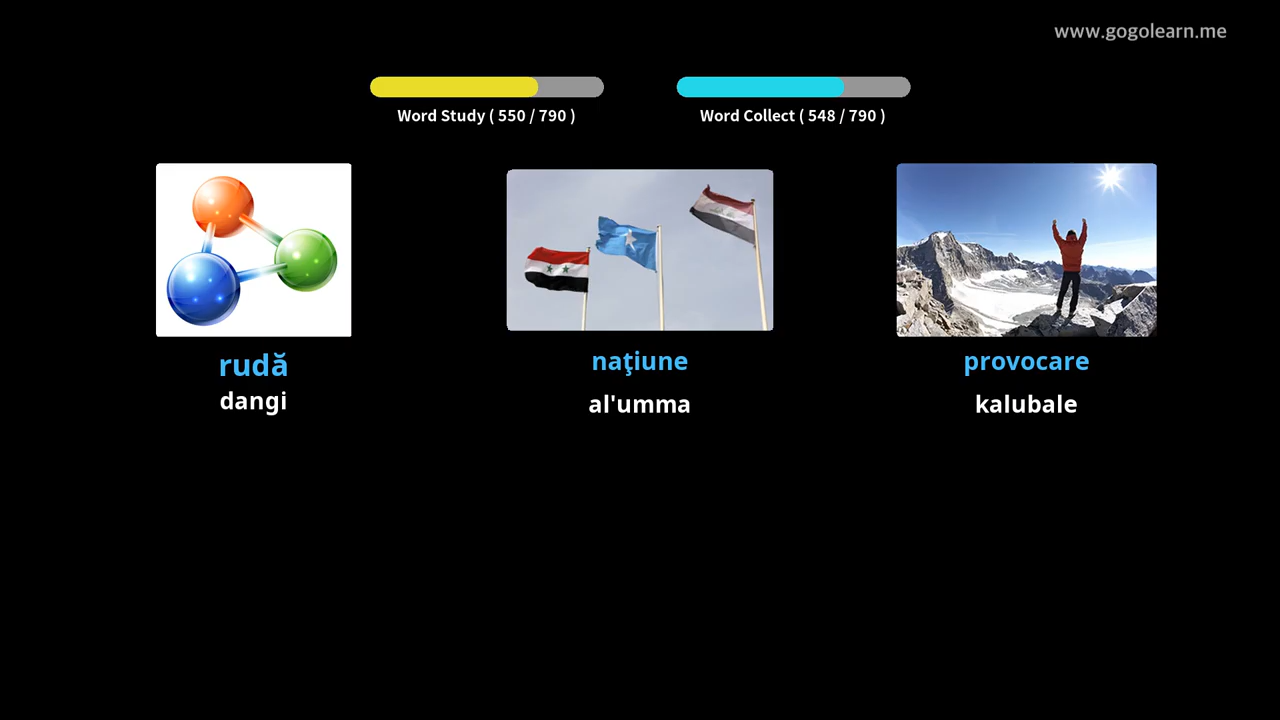 www.gogolearn.me
Word Study ( 550 / 790 )
Word Collect ( 548 / 790 )
rudă
naţiune
provocare
dangi
al'umma
kalubale